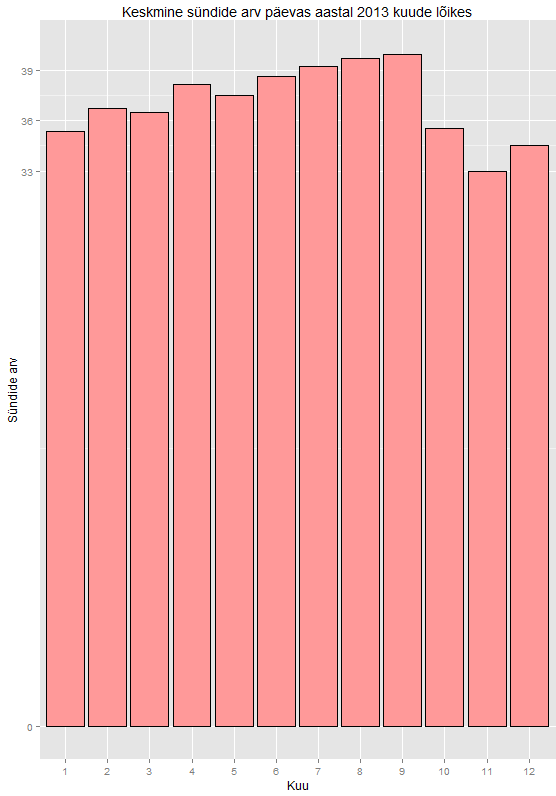 Keskmine sündide arv päevas aastal 2013 kuude lõikes
39
36
33
0
Sündide arv
1 2 3 4 5 6 7 8 9 10 11 12
Kuu